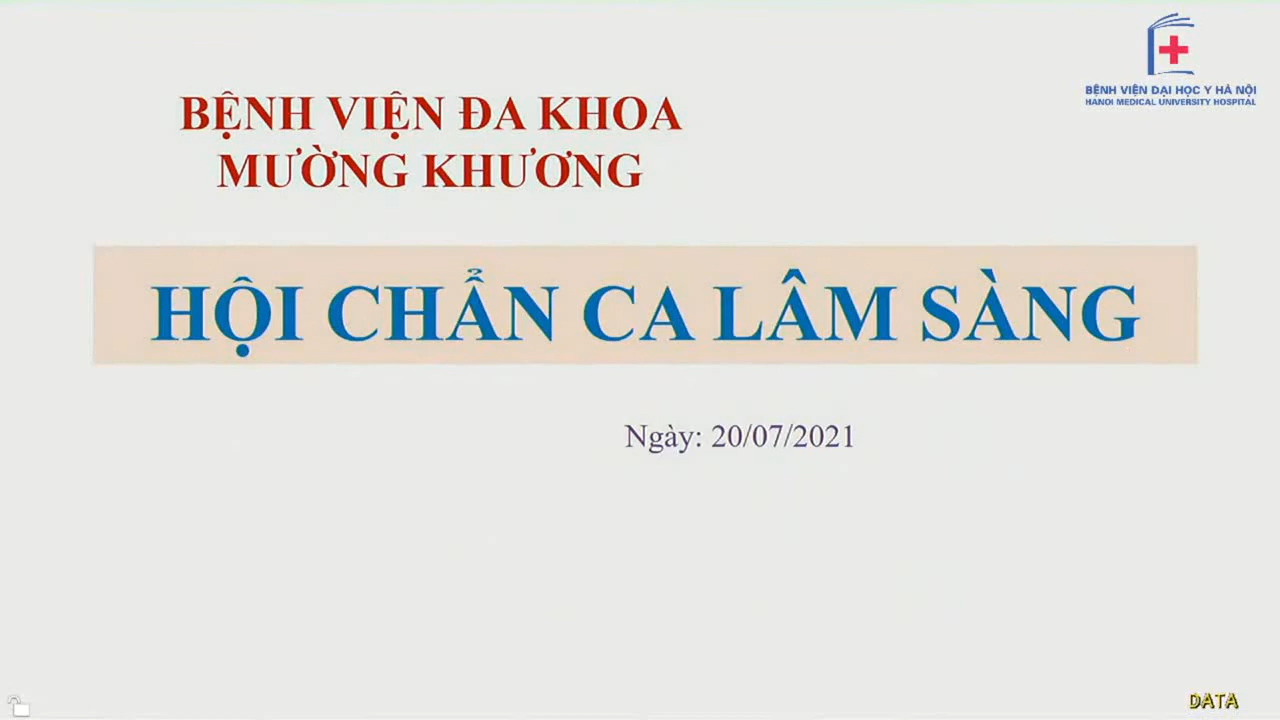 BỆNH VIỆN ĐẠI HỌC Y HÀ NỘI
HANOI MEDICAL UNIVERSITY HOSPITAL
BỆNH VIỆN ĐA KHOA
MƯỜNG KHƯƠNG
HỘI CHẨN CA LÂM SÀNG
Ngày: 20/07/2021
DATA